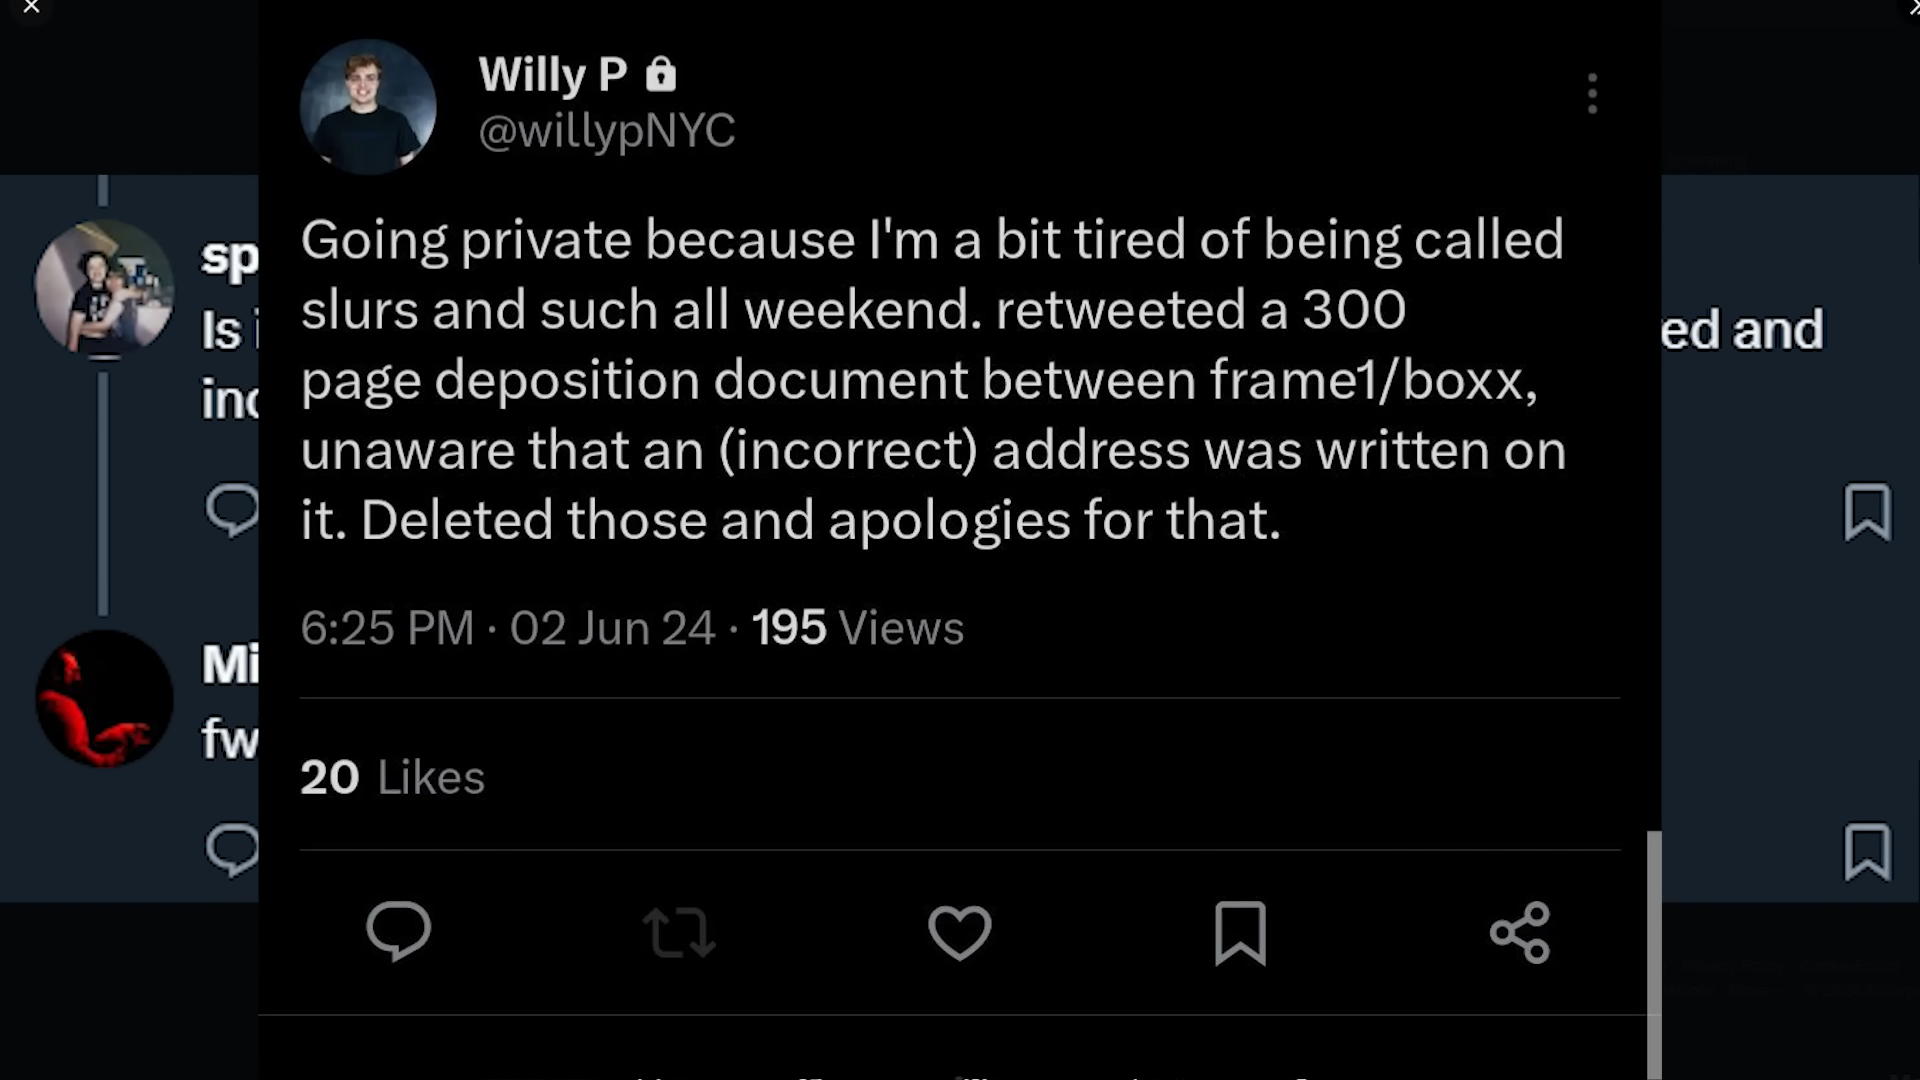 Willy P
@willypNYC
Going private because I'm a bit tired of being called
slurs and such all weekend. retweeted a 300
page deposition document between frame1/boxx,
unaware that an (incorrect) address was written on
it. Deleted those and apologies for that.
6:25 PM · 02 Jun 24 · 195 Views
20 Likes
sp
Is
ed and
inc
Mi
fw